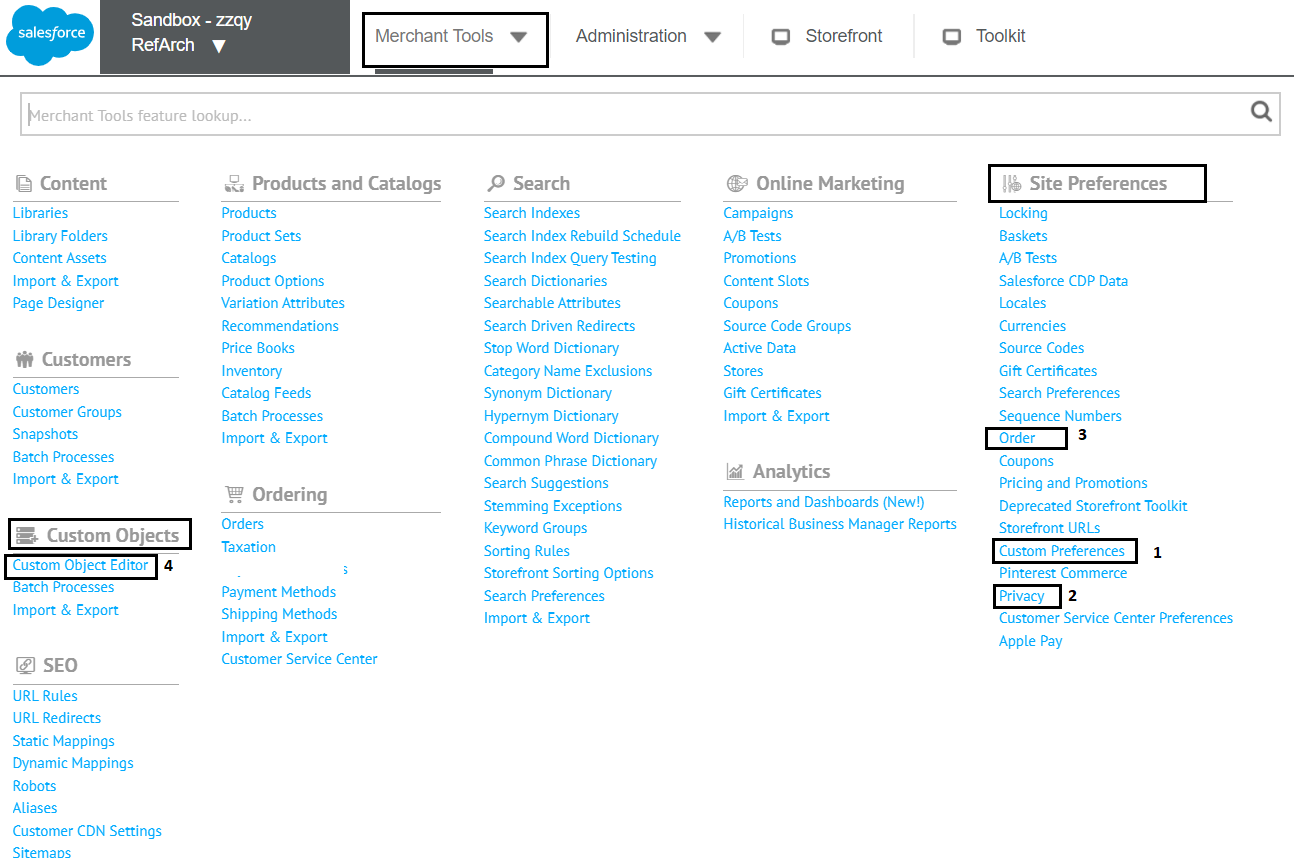 salesforce
Sandbox - zzqy
RefArch
Merchant Tools
Administration
Storefront
Toolkit
Merchant Tools feature lookup...
Content
Libraries
Library Folders
Content Assets
Import & Export
Page Designer
Customers
Customers
Customer Groups
Snapshots
Batch Processes
Import & Export
Custom Objects
Custom Object Editor 4
Batch Processes
Import & Export
SEO
URL Rules
URL Redirects
Static Mappings
Dynamic Mappings
Robots
Aliases
Customer CDN Settings
Sitemaps
Products and Catalogs
Products
Product Sets
Catalogs
Product Options
Variation Attributes
Recommendations
Price Books
Inventory
Catalog Feeds
Batch Processes
Import & Export
Ordering
Orders
Taxation
Payment Methods
Shipping Methods
Import & Export
Customer Service Center
Search
Search Indexes
Search Index Rebuild Schedule
Search Index Query Testing
Search Dictionaries
Searchable Attributes
Search Driven Redirects
Stop Word Dictionary
Category Name Exclusions
Synonym Dictionary
Hypernym Dictionary
Compound Word Dictionary
Common Phrase Dictionary
Search Suggestions
Stemming Exceptions
Keyword Groups
Sorting Rules
Storefront Sorting Options
Search Preferences
Import & Export
Online Marketing
Campaigns
A/B Tests
Promotions
Content Slots
Coupons
Source Code Groups
Active Data
Stores
Gift Certificates
Import & Export
Analytics
Reports and Dashboards (New!)
Historical Business Manager Reports
Site Preferences
Locking
Baskets
A/B Tests
Salesforce CDP Data
Locales
Currencies
Source Codes
Gift Certificates
Search Preferences
Sequence Numbers
Order 3
Coupons
Pricing and Promotions
Deprecated Storefront Toolkit
Storefront URLs
Custom Preferences 1
Pinterest Commerce
Privacy 2
Customer Service Center Preferences
Apple Pay